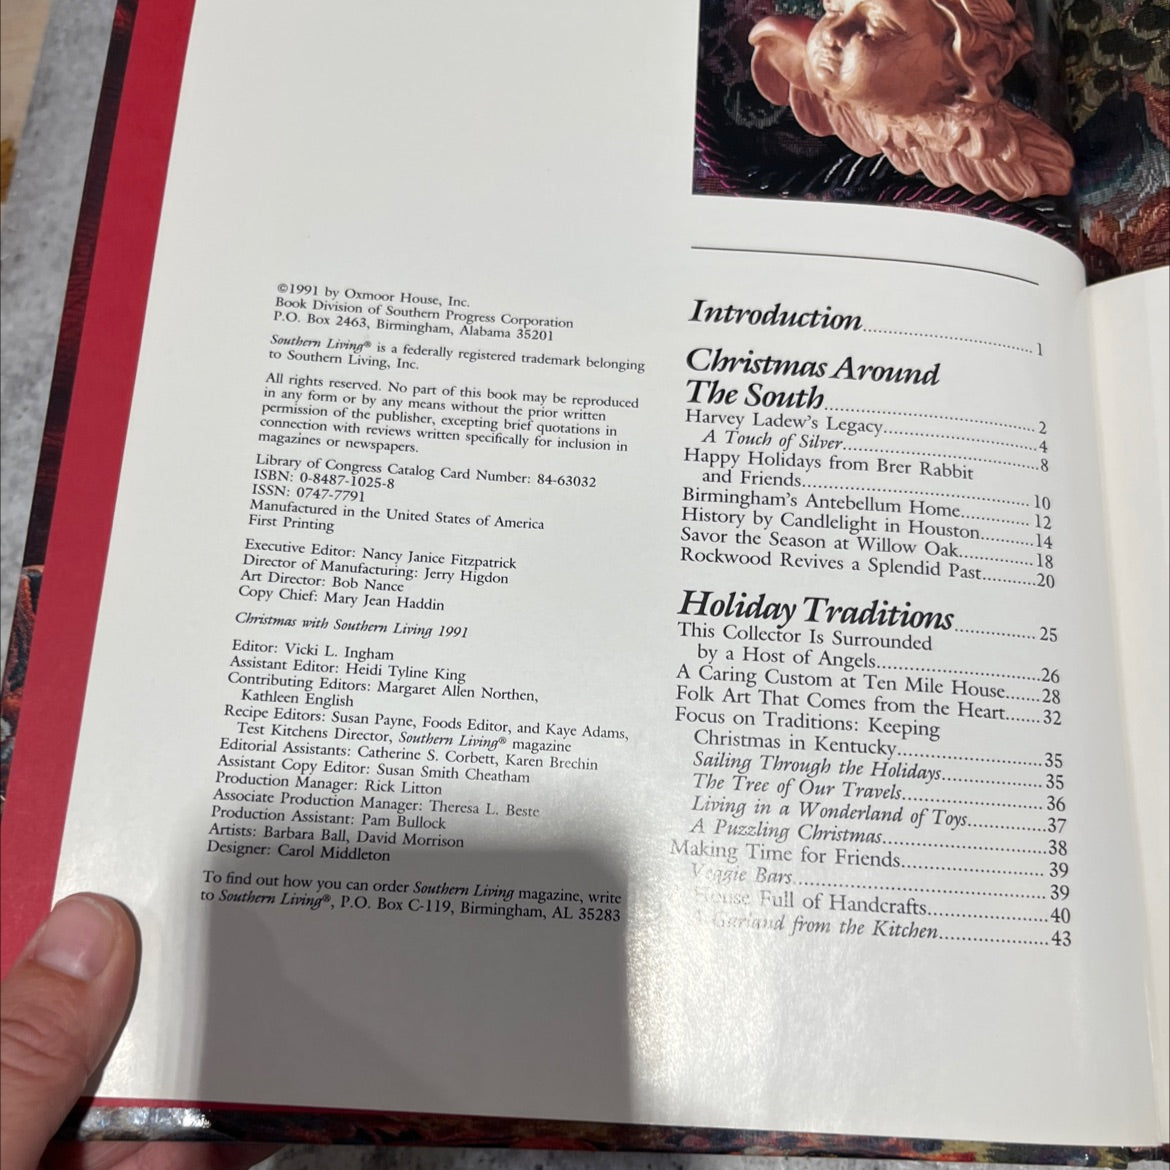 ©1991 by Oxmoor House, Inc.
Book Division of Southern Progress Corporation
P.O. Box 2463, Birmingham, Alabama 35201
Southern Living® is a federally registered trademark belonging
to Southern Living, Inc.
All rights reserved. No part of this book may be reproduced
in any form or by any means without the prior written
permission of the publisher, excepting brief quotations in
connection with reviews written specifically for inclusion in
magazines or newspapers.
Library of Congress Catalog Card Number: 84-63032
ISBN: 0-8487-1025-8
ISSN: 0747-7791
Manufactured in the United States of America
First Printing
Executive Editor: Nancy Janice Fitzpatrick
Director of Manufacturing: Jerry Higdon
Art Director: Bob Nance
Copy Chief: Mary Jean Haddin
Christmas with Southern Living 1991
Editor: Vicki L. Ingham
Assistant Editor: Heidi Tyline King
Contributing Editors: Margaret Allen Northen,
Kathleen English
Recipe Editors: Susan Payne, Foods Editor, and Kaye Adams,
Test Kitchens Director, Southern Living® magazine
Editorial Assistants: Catherine S. Corbett, Karen Brechin
Assistant Copy Editor: Susan Smith Cheatham
Production Manager: Rick Litton
Associate Production Manager: Theresa L. Beste
Production Assistant: Pam Bullock
Artists: Barbara Ball, David Morrison
Designer: Carol Middleton
To find out how you can order Southern Living magazine, write
to Southern Living®, P.O. Box C-119, Birmingham, AL 35283
Introduction 1
Christmas Around
The South 2
Harvey Ladew's Legacy 4
A Touch of Silver 8
Happy Holidays from Brer Rabbit
and Friends 10
Birmingham's Antebellum Home 12
History by Candlelight in Houston 14
Savor the Season at Willow Oak 18
Rockwood Revives a Splendid Past 20
Holiday Traditions 25
This Collector Is Surrounded
by a Host of Angels 26
A Caring Custom at Ten Mile House 28
Folk Art That Comes from the Heart 32
Focus on Traditions: Keeping
Christmas in Kentucky 35
Sailing Through the Holidays 35
The Tree of Our Travels 36
Living in a Wonderland of Toys 37
A Puzzling Christmas 38
Making Time for Friends 39
Veggie Bars 39
House Full of Handcrafts 40
Garland from the Kitchen 43